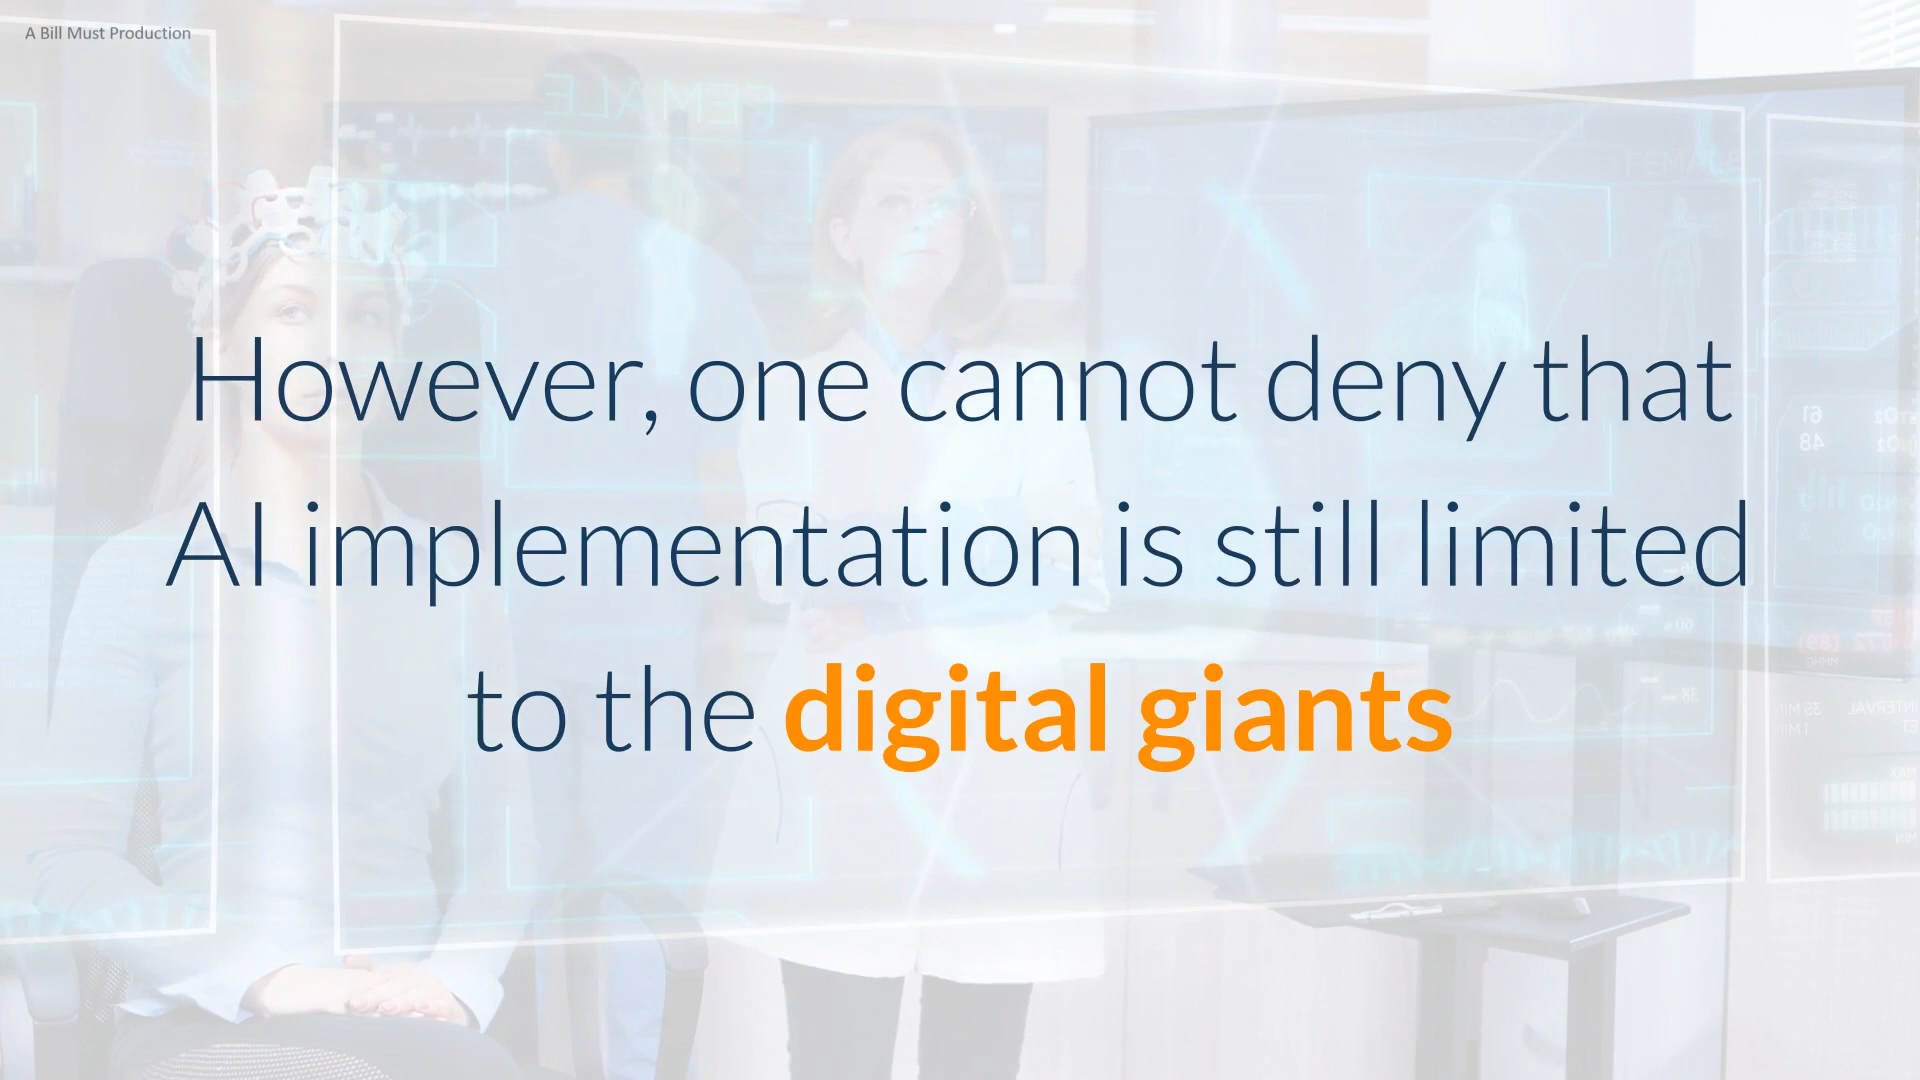 A Bill Must Production
However, one cannot deny that
AI implementation is still limited
to the digital giants